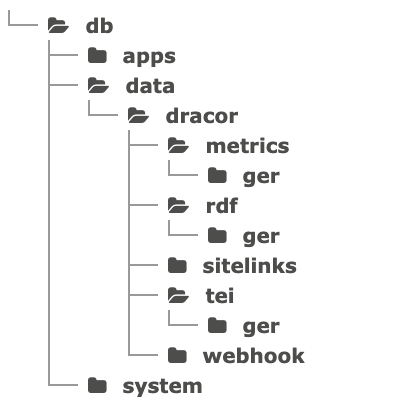 db
apps
data
dracor
metrics
ger
rdf
ger
sitelinks
tei
ger
webhook
system